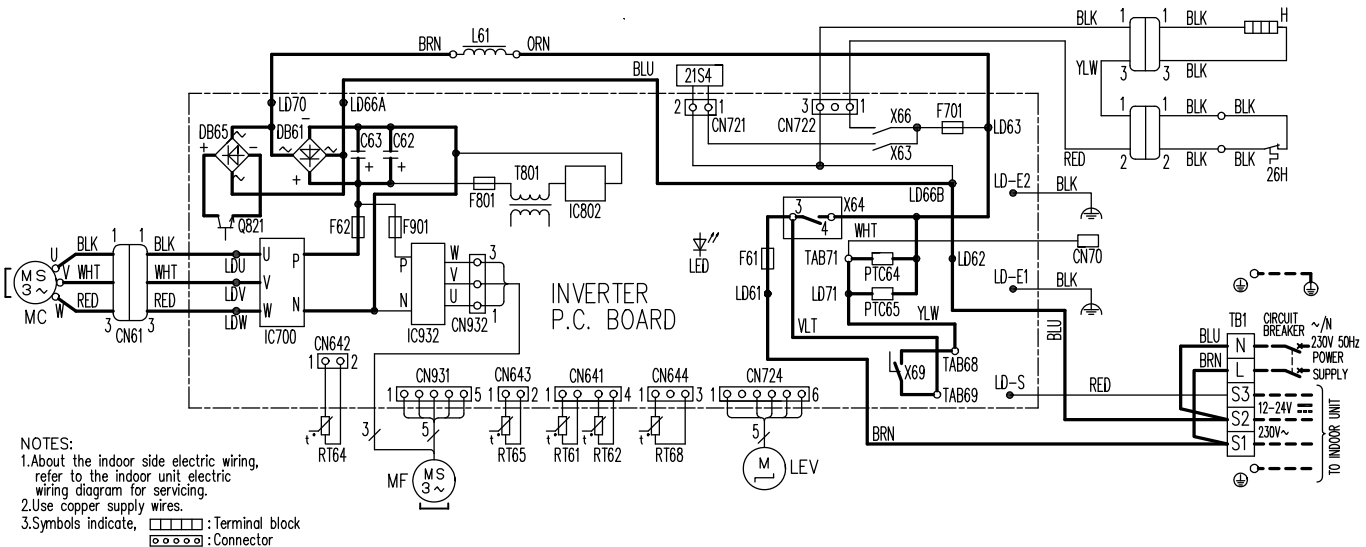 BRN L61 ORN
BLU
BLK 1 1 BLK H
YLW
3 3 BLK
1 1 BLK BLK
RED 2 2 BLK BLK
26H
21S4
2 1
CN721
3 1
CN722
X66
X63
F701
LD63
LD70
LD66A
DB65
DB61
~ ~ + −
~ ~ − +
C63
C62
+ +
Q821
F801
T801
IC802
F62
F901
LD66B
LD-E2 BLK
X64
3
4
WHT
F61
TAB71
PTC64
LD62
CN70
LD61
LD71
PTC65
LD-E1 BLK
YLW
VLT
LED
U BLK CN61 1 1 BLK LDU U P
V WHT WHT LDV V
W RED 3 3 RED LDW W N
MS
3~
MC
IC700
P
N
IC932
W 3
V
U 1
CN932
INVERTER
P.C. BOARD
X69
TAB68
TAB69
BLU
LD-S RED
CN642
1 2
t°
RT64
3
CN931
1 5
5
MF
MS
3~
CN643
1 2
t°
RT65
CN641
1 4
t° t°
RT61 RT62
CN644
1 3
t°
RT68
CN724
1 6
5
M
LEV
BRN
TB1
CIRCUIT
BREAKER
~/N
230V 50Hz
POWER
SUPPLY
BLU N
BRN L
S3
12-24V
S2
230V~
S1
TO INDOOR UNIT
NOTES:
1.About the indoor side electric wiring,
refer to the indoor unit electric
wiring diagram for servicing.
2.Use copper supply wires.
3.Symbols indicate, :Terminal block
:Connector